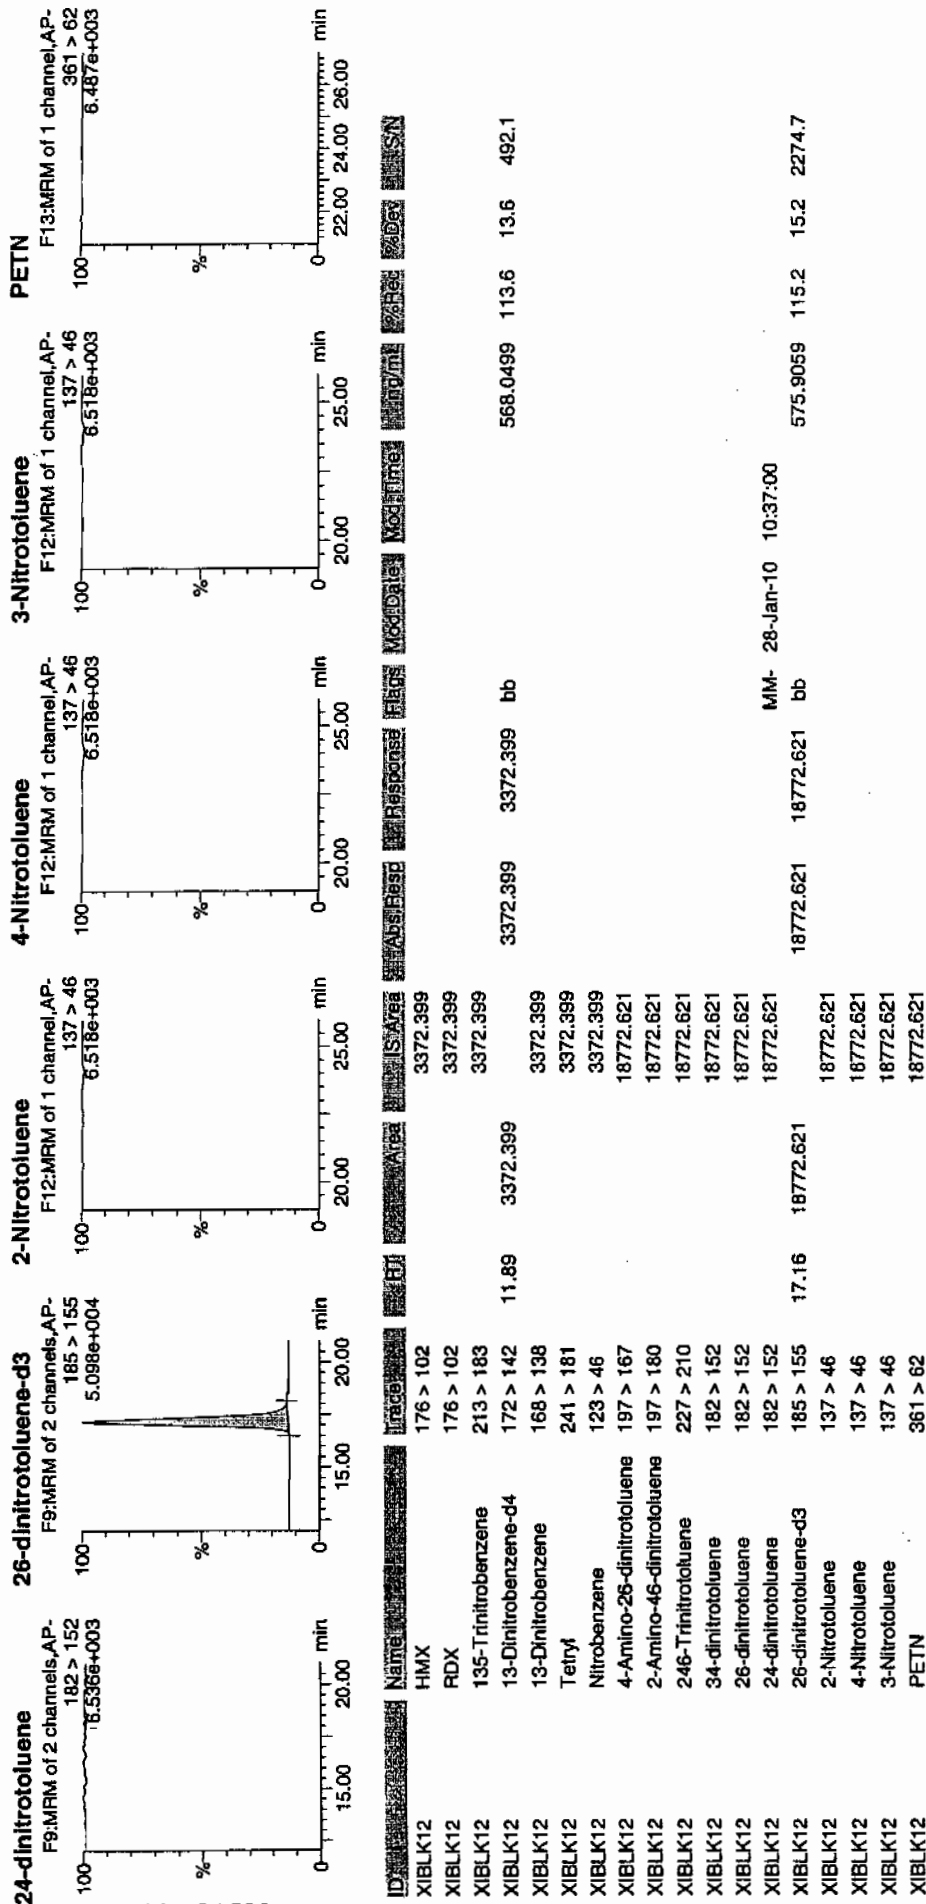 24-dinitrotoluene
F9:MRM of 2 channels,AP-
182 > 152
6.536e+003
100
%
0
15.00 20.00 min
26-dinitrotoluene-d3
F9:MRM of 2 channels,AP-
185 > 155
5.098e+004
100
%
0
15.00 20.00 min
2-Nitrotoluene
F12:MRM of 1 channel,AP-
137 > 46
6.518e+003
100
%
0
20.00 25.00 min
4-Nitrotoluene
F12:MRM of 1 channel,AP-
137 > 46
6.518e+003
100
%
0
20.00 25.00 min
3-Nitrotoluene
F12:MRM of 1 channel,AP-
137 > 46
6.518e+003
100
%
0
20.00 25.00 min
PETN
F13:MRM of 1 channel,AP-
361 > 62
6.487e+003
100
%
0
22.00 24.00 26.00 min
ID Name Trace RT Area IS Area Abs.Resp Response Flags Mod.Date Mod.Time ng/ml %Rec %Dev S/N
XIBLK12 HMX 176 > 102 3372.399
XIBLK12 RDX 176 > 102 3372.399
XIBLK12 135-Trinitrobenzene 213 > 183 3372.399
XIBLK12 13-Dinitrobenzene-d4 172 > 142 11.89 3372.399 3372.399 3372.399 bb 568.0499 113.6 13.6 492.1
XIBLK12 13-Dinitrobenzene 168 > 138 3372.399
XIBLK12 Tetryl 241 > 181 3372.399
XIBLK12 Nitrobenzene 123 > 46 3372.399
XIBLK12 4-Amino-26-dinitrotoluene 197 > 167 18772.621
XIBLK12 2-Amino-46-dinitrotoluene 197 > 180 18772.621
XIBLK12 246-Trinitrotoluene 227 > 210 18772.621
XIBLK12 34-dinitrotoluene 182 > 152 18772.621
XIBLK12 26-dinitrotoluene 182 > 152 18772.621
XIBLK12 24-dinitrotoluene 182 > 152 18772.621 MM- 28-Jan-10 10:37:00
XIBLK12 26-dinitrotoluene-d3 185 > 155 17.16 18772.621 18772.621 18772.621 bb 575.9059 115.2 15.2 2274.7
XIBLK12 2-Nitrotoluene 137 > 46 18772.621
XIBLK12 4-Nitrotoluene 137 > 46 18772.621
XIBLK12 3-Nitrotoluene 137 > 46 18772.621
XIBLK12 PETN 361 > 62 18772.621